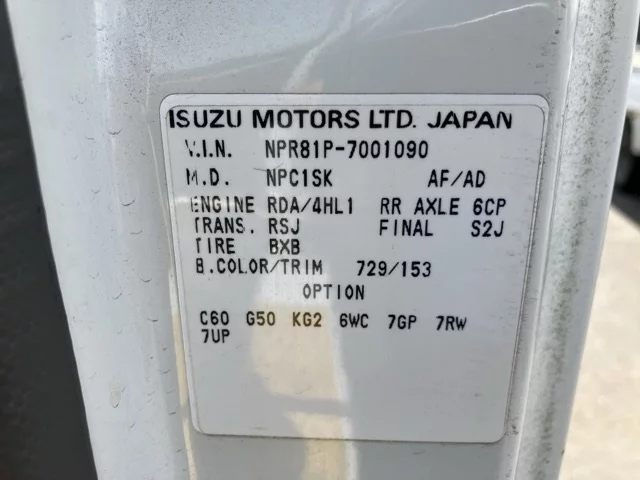 ISUZU MOTORS LTD. JAPAN
V.I.N. NPR81P-7001090
M.D. NPC1SK AF/AD
ENGINE RDA/4HL1 RR AXLE 6CP
TRANS. RSJ FINAL S2J
TIRE BXB
B.COLOR/TRIM 729/153
OPTION
C60 G50 KG2 6WC 7GP 7RW
7UP